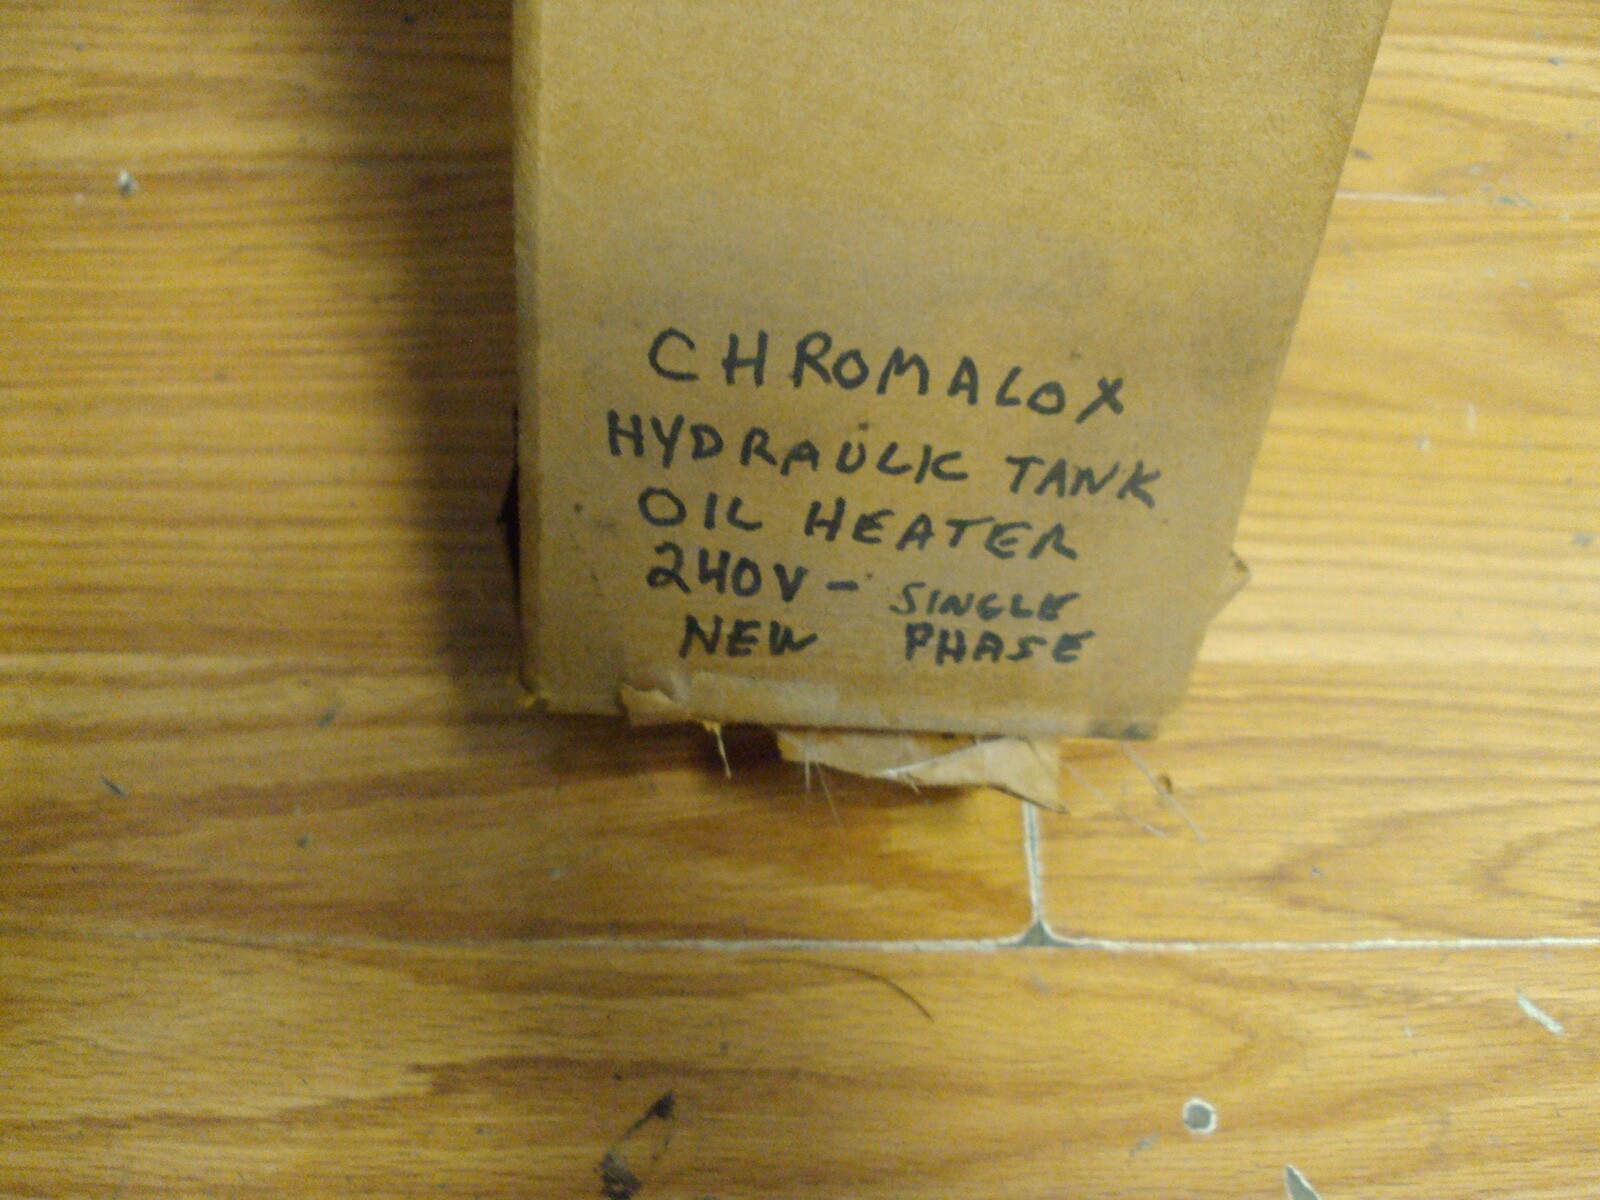 CHROMALOX
HYDRAULIC TANK
OIL HEATER
240V - SINGLE
NEW PHASE